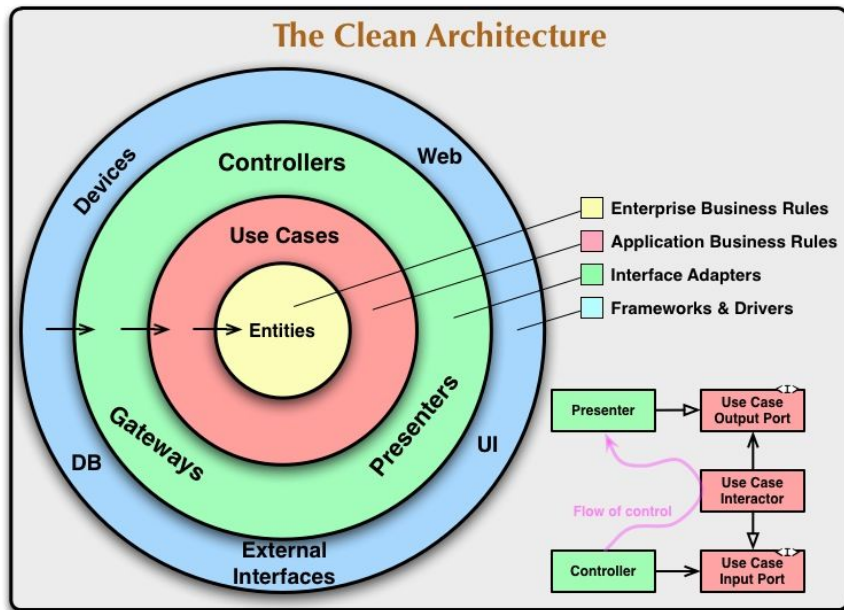 The Clean Architecture
Devices
Web
Controllers
Use Cases
Entities
Gateways
Presenters
DB
UI
External
Interfaces
Enterprise Business Rules
Application Business Rules
Interface Adapters
Frameworks & Drivers
Presenter
<I>
Use Case
Output Port
Use Case
Interactor
Flow of control
Controller
<I>
Use Case
Input Port